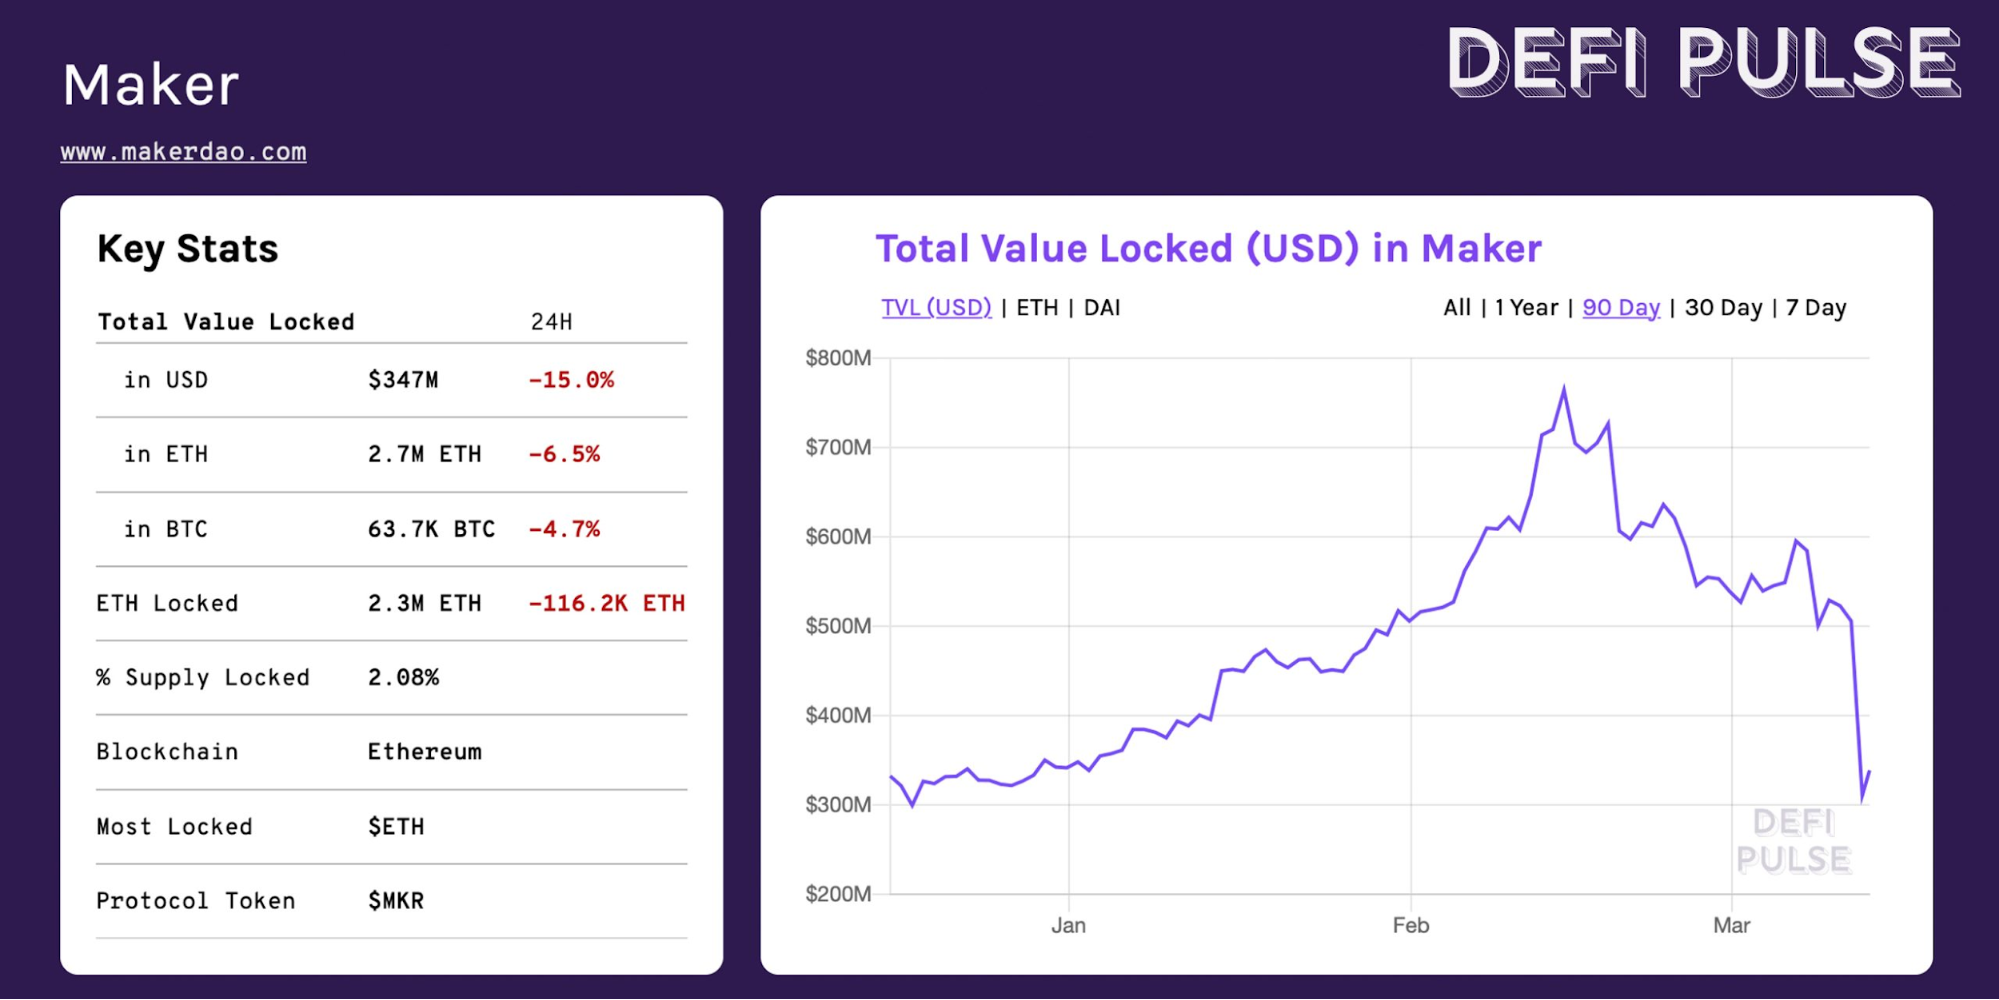 Maker
DEFI PULSE
www.makerdao.com
Key Stats
Total Value Locked 24H
in USD $347M -15.0%
in ETH 2.7M ETH -6.5%
in BTC 63.7K BTC -4.7%
ETH Locked 2.3M ETH -116.2K ETH
% Supply Locked 2.08%
Blockchain Ethereum
Most Locked $ETH
Protocol Token $MKR
Total Value Locked (USD) in Maker
TVL (USD) | ETH | DAI All | 1 Year | 90 Day | 30 Day | 7 Day
$800M
$700M
$600M
$500M
$400M
$300M
$200M
DEFI
PULSE
Jan Feb Mar